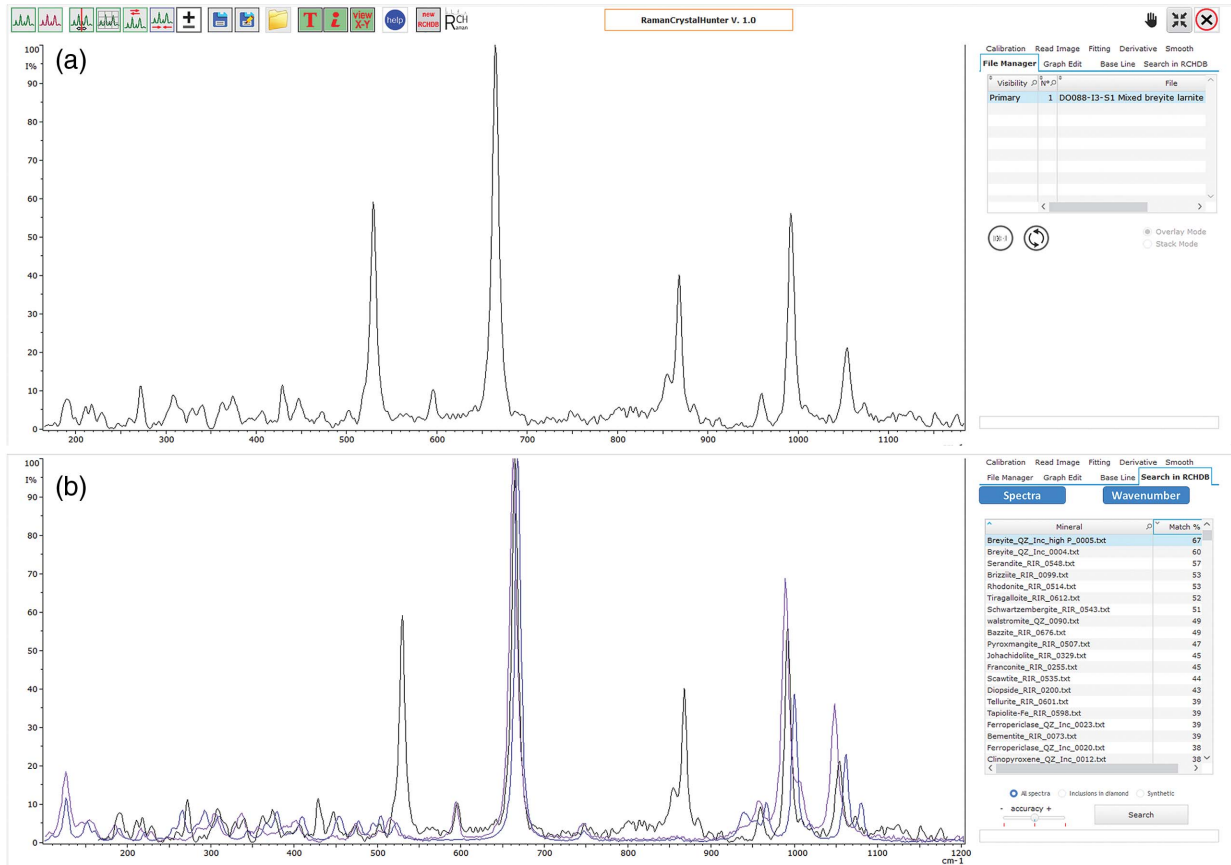 T i view X-Y help new RCHDB RCH Raman
RamanCrystalHunter V. 1.0
(a)
100
I%
90
80
70
60
50
40
30
20
10
0
200 300 400 500 600 700 800 900 1000 1100
Calibration Read Image Fitting Derivative Smooth
File Manager Graph Edit Base Line Search in RCHDB
Visibility N° File
Primary 1 DO088-I3-S1 Mixed breyite larnite
Overlay Mode
Stack Mode
(b)
100
I%
90
80
70
60
50
40
30
20
10
0
100 200 300 400 500 600 700 800 900 1000 1100 1200
cm-1
Calibration Read Image Fitting Derivative Smooth
File Manager Graph Edit Base Line Search in RCHDB
Spectra Wavenumber
Mineral Match %
Breyite_QZ_Inc_high P_0005.txt 67
Breyite_QZ_Inc_0004.txt 60
Serandite_RIR_0548.txt 57
Brizziite_RIR_0099.txt 53
Rhodonite_RIR_0514.txt 53
Tiragalloite_RIR_0612.txt 52
Schwartzembergite_RIR_0543.txt 51
walstromite_QZ_0090.txt 49
Bazzite_RIR_0676.txt 49
Pyroxmangite_RIR_0507.txt 47
Johachidolite_RIR_0329.txt 45
Franconite_RIR_0255.txt 45
Scawtite_RIR_0535.txt 44
Diopside_RIR_0200.txt 43
Tellurite_RIR_0601.txt 39
Tapiolite-Fe_RIR_0598.txt 39
Ferropericlase_QZ_Inc_0023.txt 39
Bementite_RIR_0073.txt 39
Ferropericlase_QZ_Inc_0020.txt 38
Clinopyroxene_QZ_Inc_0012.txt 38
All spectra Inclusions in diamond Synthetic
- accuracy +
Search